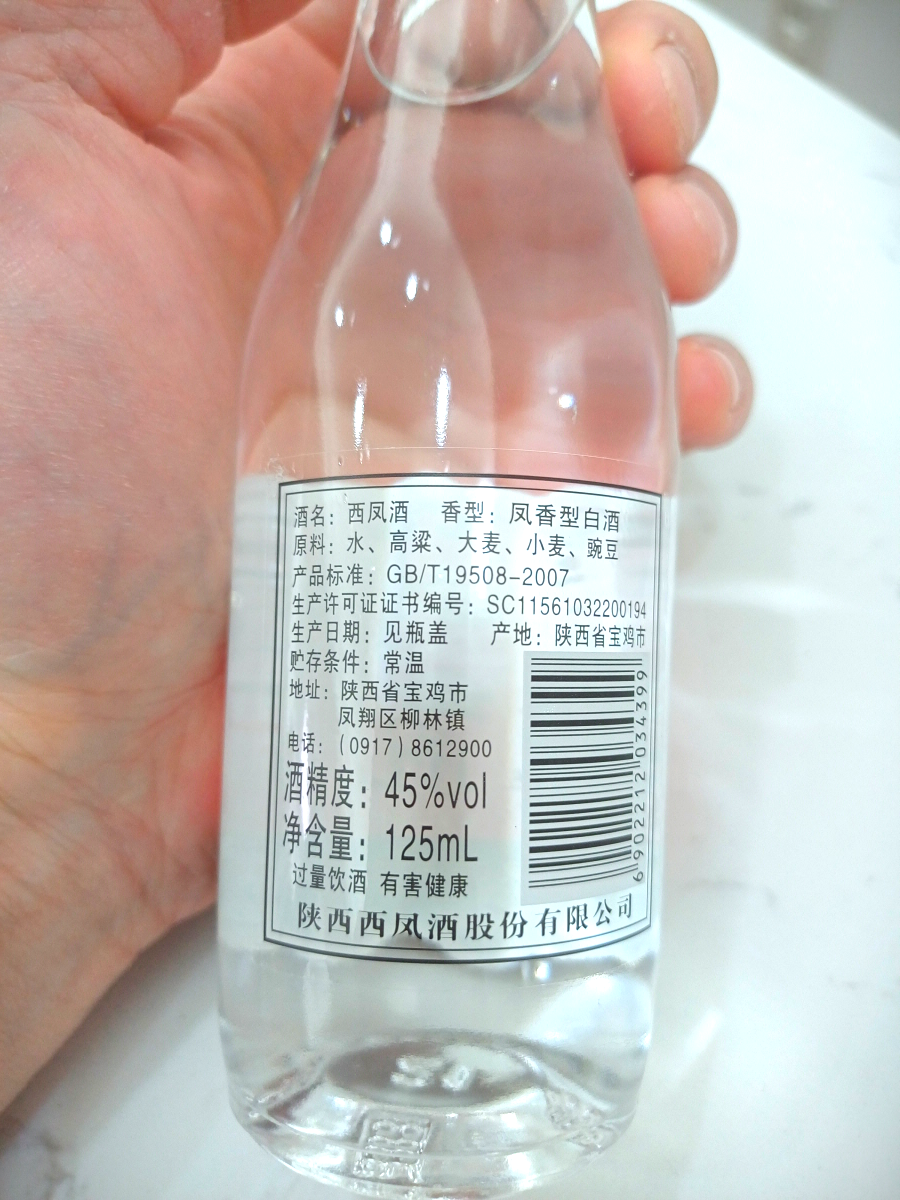 酒名：西凤酒 香型：凤香型白酒
原料：水、高粱、大麦、小麦、豌豆
产品标准：GB/T19508-2007
生产许可证证书编号：SC11561032200194
生产日期：见瓶盖 产地：陕西省宝鸡市
贮存条件：常温
地址：陕西省宝鸡市
凤翔区柳林镇
电话：(0917)8612900
酒精度：45%vol
净含量：125mL
过量饮酒 有害健康
陕西西凤酒股份有限公司
6902212034399